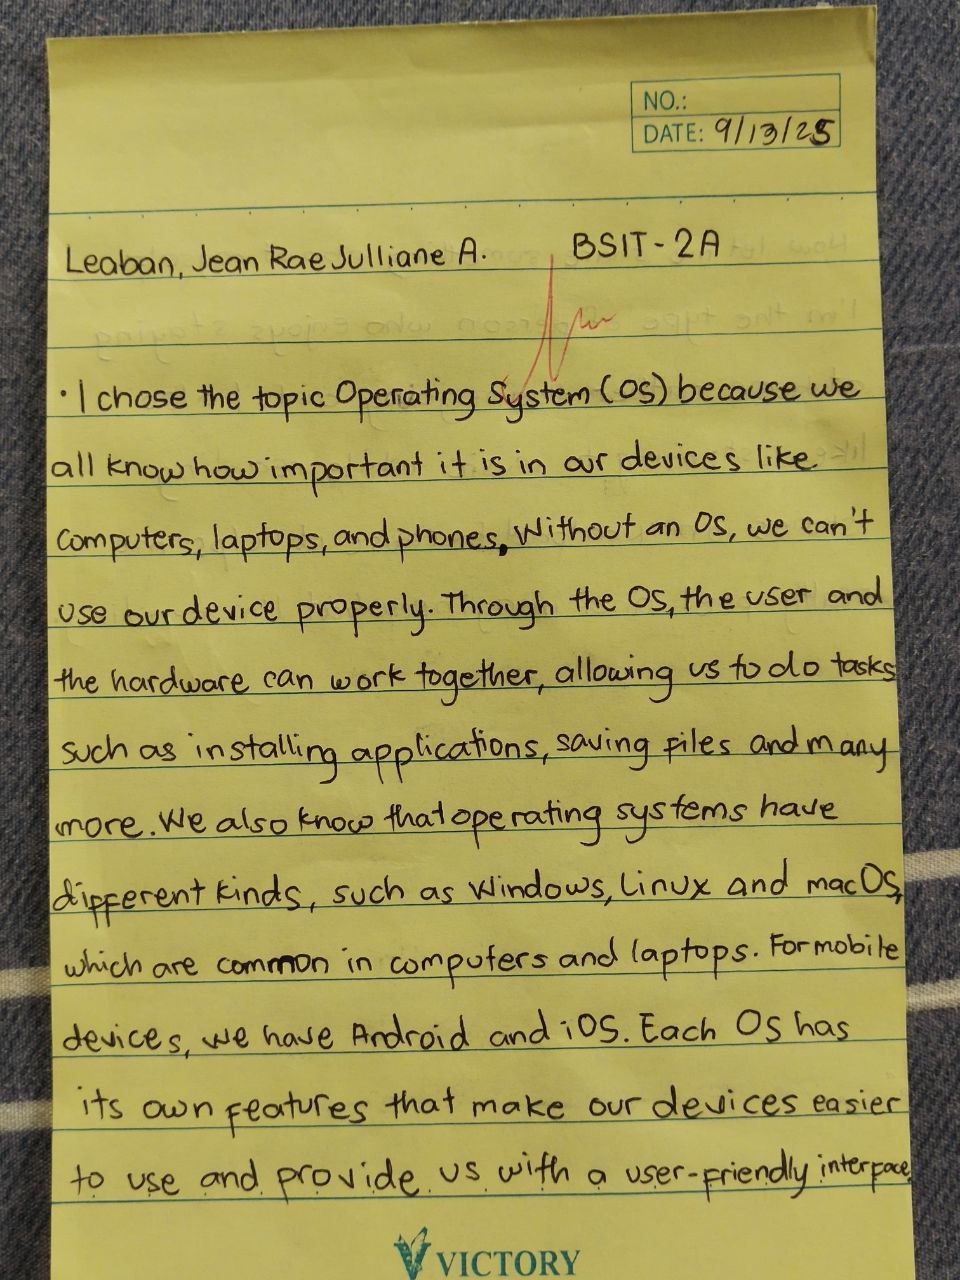 NO.:
DATE: 9/13/25
Leaban, Jean Rae Julliane A. BSIT - 2A
• I chose the topic Operating System (OS) because we
all know how important it is in our devices like
computers, laptops, and phones, Without an OS, we can't
use our device properly. Through the OS, the user and
the hardware can work together, allowing us to do tasks
such as installing applications, saving files and many
more. We also know that operating systems have
different kinds, such as Windows, Linux and macOS,
which are common in computers and laptops. For mobile
devices, we have Android and iOS. Each OS has
its own features that make our devices easier
to use and provide us with a user-friendly interface
VICTORY